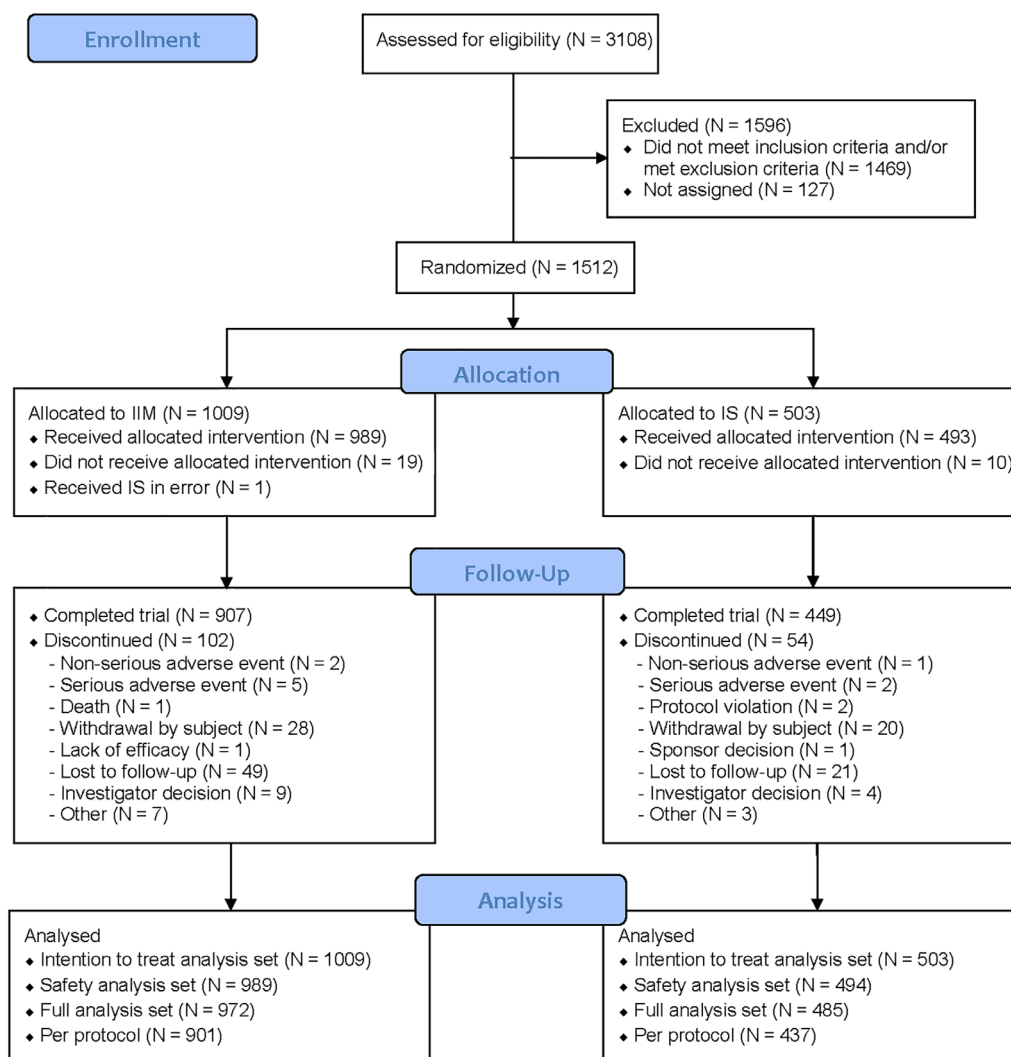 Enrollment
Assessed for eligibility (N = 3108)
Excluded (N = 1596)
◆ Did not meet inclusion criteria and/or
met exclusion criteria (N = 1469)
◆ Not assigned (N = 127)
Randomized (N = 1512)
Allocation
Allocated to IIM (N = 1009)
◆ Received allocated intervention (N = 989)
◆ Did not receive allocated intervention (N = 19)
◆ Received IS in error (N = 1)
Allocated to IS (N = 503)
◆ Received allocated intervention (N = 493)
◆ Did not receive allocated intervention (N = 10)
Follow-Up
◆ Completed trial (N = 907)
◆ Discontinued (N = 102)
- Non-serious adverse event (N = 2)
- Serious adverse event (N = 5)
- Death (N = 1)
- Withdrawal by subject (N = 28)
- Lack of efficacy (N = 1)
- Lost to follow-up (N = 49)
- Investigator decision (N = 9)
- Other (N = 7)
◆ Completed trial (N = 449)
◆ Discontinued (N = 54)
- Non-serious adverse event (N = 1)
- Serious adverse event (N = 2)
- Protocol violation (N = 2)
- Withdrawal by subject (N = 20)
- Sponsor decision (N = 1)
- Lost to follow-up (N = 21)
- Investigator decision (N = 4)
- Other (N = 3)
Analysis
Analysed
◆ Intention to treat analysis set (N = 1009)
◆ Safety analysis set (N = 989)
◆ Full analysis set (N = 972)
◆ Per protocol (N = 901)
Analysed
◆ Intention to treat analysis set (N = 503)
◆ Safety analysis set (N = 494)
◆ Full analysis set (N = 485)
◆ Per protocol (N = 437)